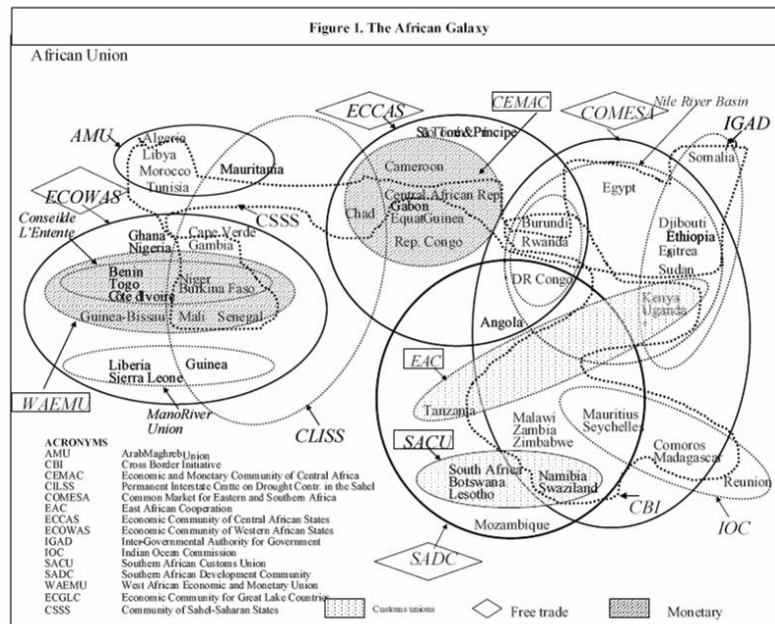 Figure 1. The African Galaxy
African Union
ECCAS
CEMAC
COMESA
Nile River Basin
IGAD
AMU
Algeria
Libya
Morocco
Tunisia
Mauritania
Cameroon
Central African Rep.
Gabon
Equat Guinea
Chad
Rep. Congo
Somalia
Egypt
Burundi
Rwanda
DR Congo
Djibouti
Ethiopia
Eritrea
Sudan
Kenya
Uganda
ECOWAS
Conseil de
L'Entente
CSSS
Ghana
Nigeria
Cape Verde
Gambia
Benin
Togo
Côte d'Ivoire
Niger
Burkina Faso
Guinea-Bissau
Mali
Senegal
Liberia
Sierra Leone
Guinea
WAEMU
ManoRiver
Union
CLISS
Angola
EAC
Tanzania
Malawi
Zambia
Zimbabwe
Mauritius
Seychelles
Comoros
Madagascar
Reunion
SACU
South Africa
Botswana
Lesotho
Namibia
Swaziland
CBI
IOC
Mozambique
SADC
ACRONYMS
AMU Arab Maghreb Union
CBI Cross Border Initiative
CEMAC Economic and Monetary Community of Central Africa
CILSS Permanent Interstate Cmtte on Drought Contr. in the Sahel
COMESA Common Market for Eastern and Southern Africa
EAC East African Cooperation
ECCAS Economic Community of Central African States
ECOWAS Economic Community of Western African States
IGAD Inter-Governmental Authority for Government
IOC Indian Ocean Commission
SACU Southern African Customs Union
SADC Southern African Development Community
WAEMU West African Economic and Monetary Union
ECGLC Economic Community for Great Lake Countries
CSSS Community of Sahel-Saharan States
Customs unions
Free trade
Monetary